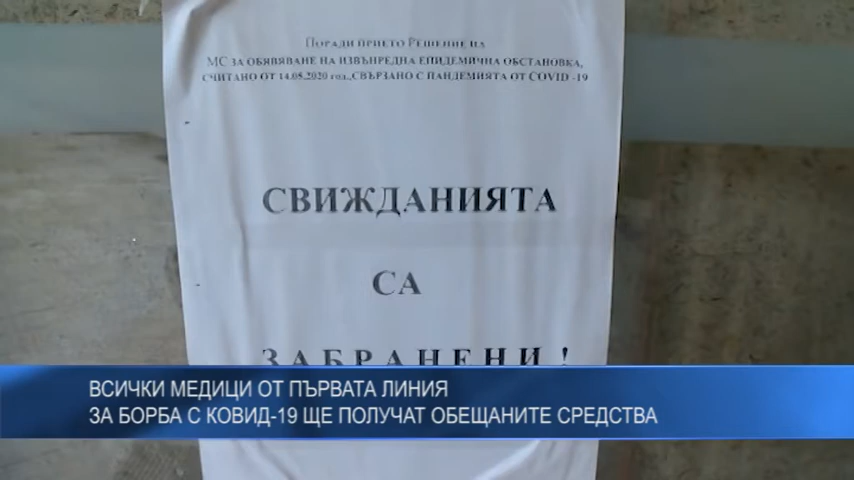 Поради прието Решение на
МС ЗА ОБЯВЯВАНЕ НА ИЗВЪНРЕДНА ЕПИДЕМИЧНА ОБСТАНОВКА,
СЧИТАНО ОТ 14.05.2020 год.,СВЪРЗАНО С ПАНДЕМИЯТА ОТ COVID -19
СВИЖДАНИЯТА
СА
ЗАБРАНЕНИ !
ВСИЧКИ МЕДИЦИ ОТ ПЪРВАТА ЛИНИЯ
ЗА БОРБА С КОВИД-19 ЩЕ ПОЛУЧАТ ОБЕЩАНИТЕ СРЕДСТВА